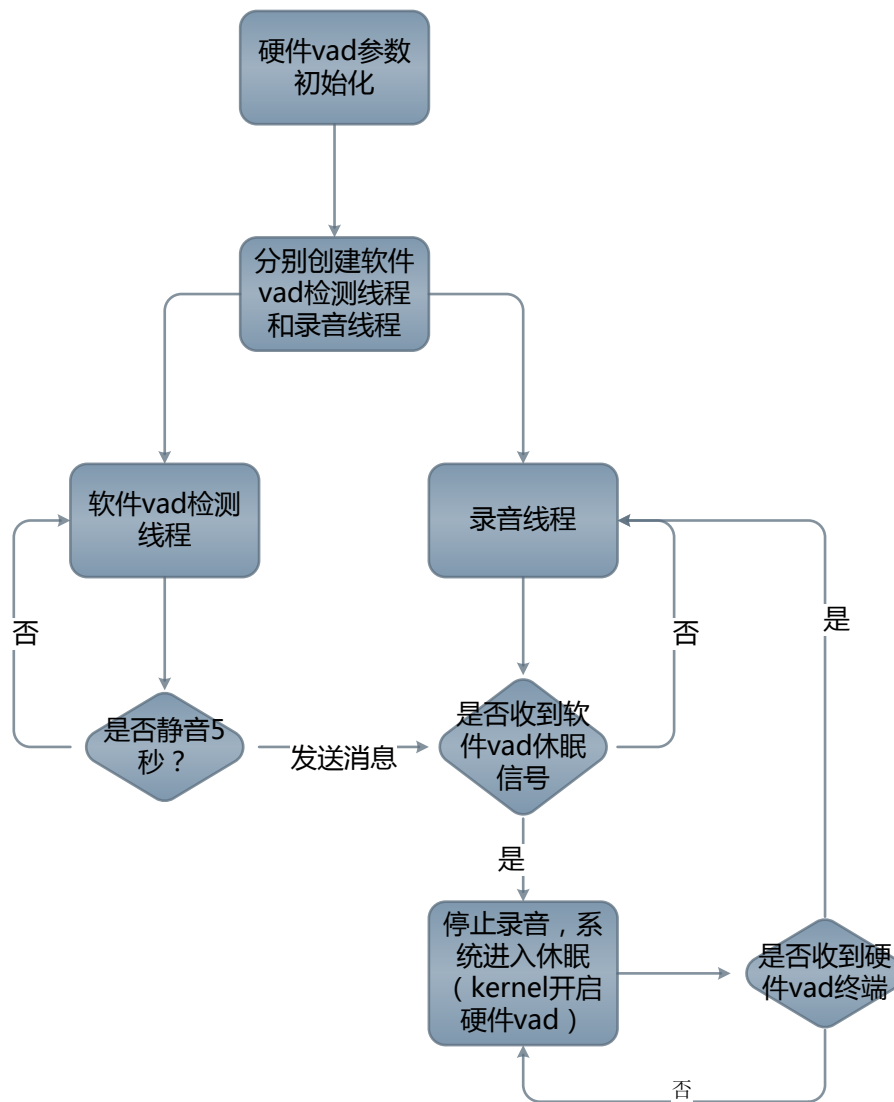 硬件vad参数
初始化
分别创建软件
vad检测线程
和录音线程
软件vad检测
线程
录音线程
否
否
是
是否静音5
秒？
发送消息
是否收到软
件vad休眠
信号
是
停止录音，系
统进入休眠
（kernel开启
硬件vad）
是否收到硬
件vad终端
否